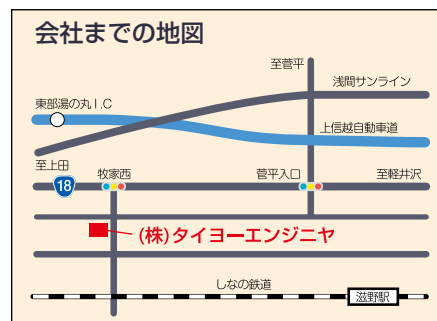 会社までの地図
至菅平
浅間サンライン
東部湯の丸I.C
上信越自動車道
至上田
18
牧家西
菅平入口
至軽井沢
(株)タイヨーエンジニヤ
しなの鉄道
滋野駅